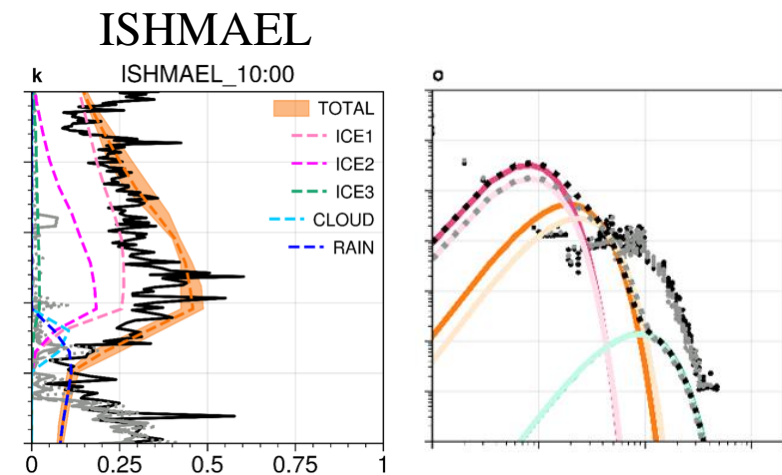 ISHMAEL
k
ISHMAEL_10:00
o
TOTAL
ICE1
ICE2
ICE3
CLOUD
RAIN
0 0.25 0.5 0.75 1